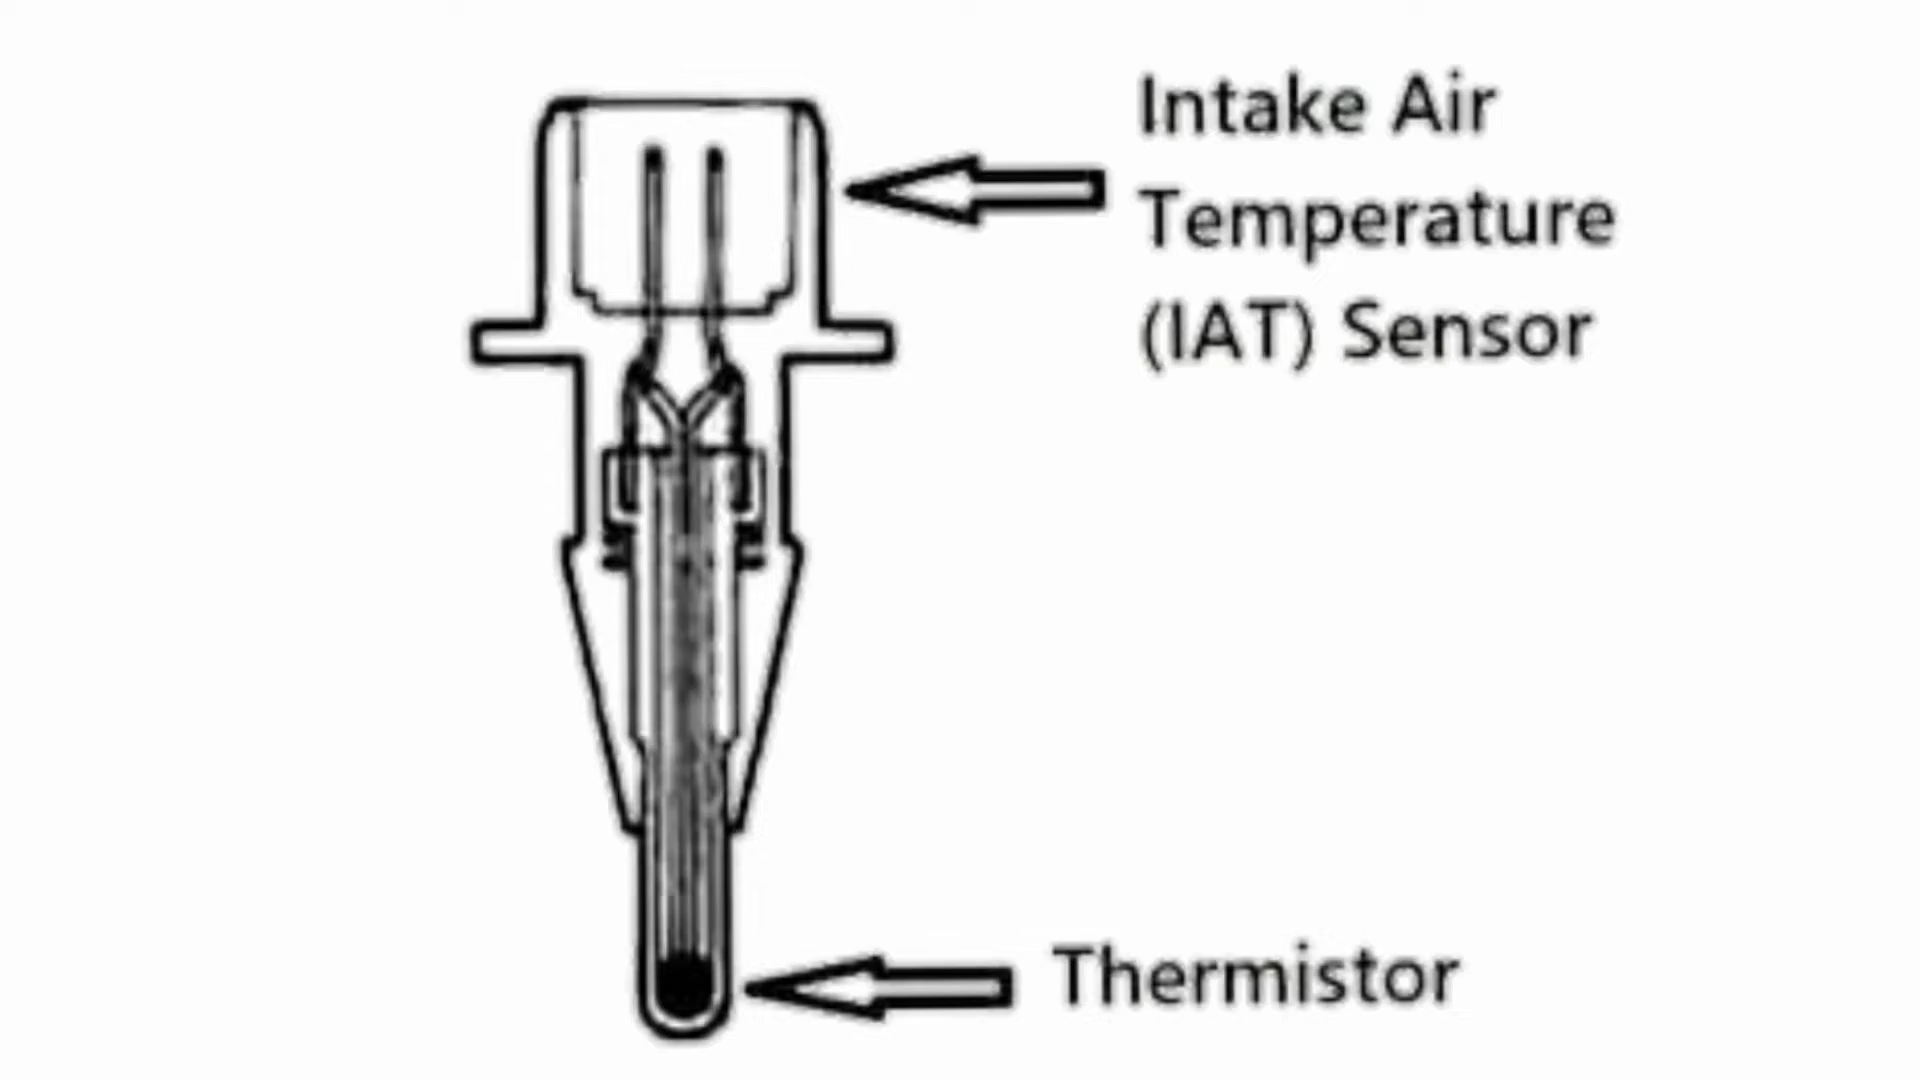 Intake Air
Temperature
(IAT) Sensor
Thermistor